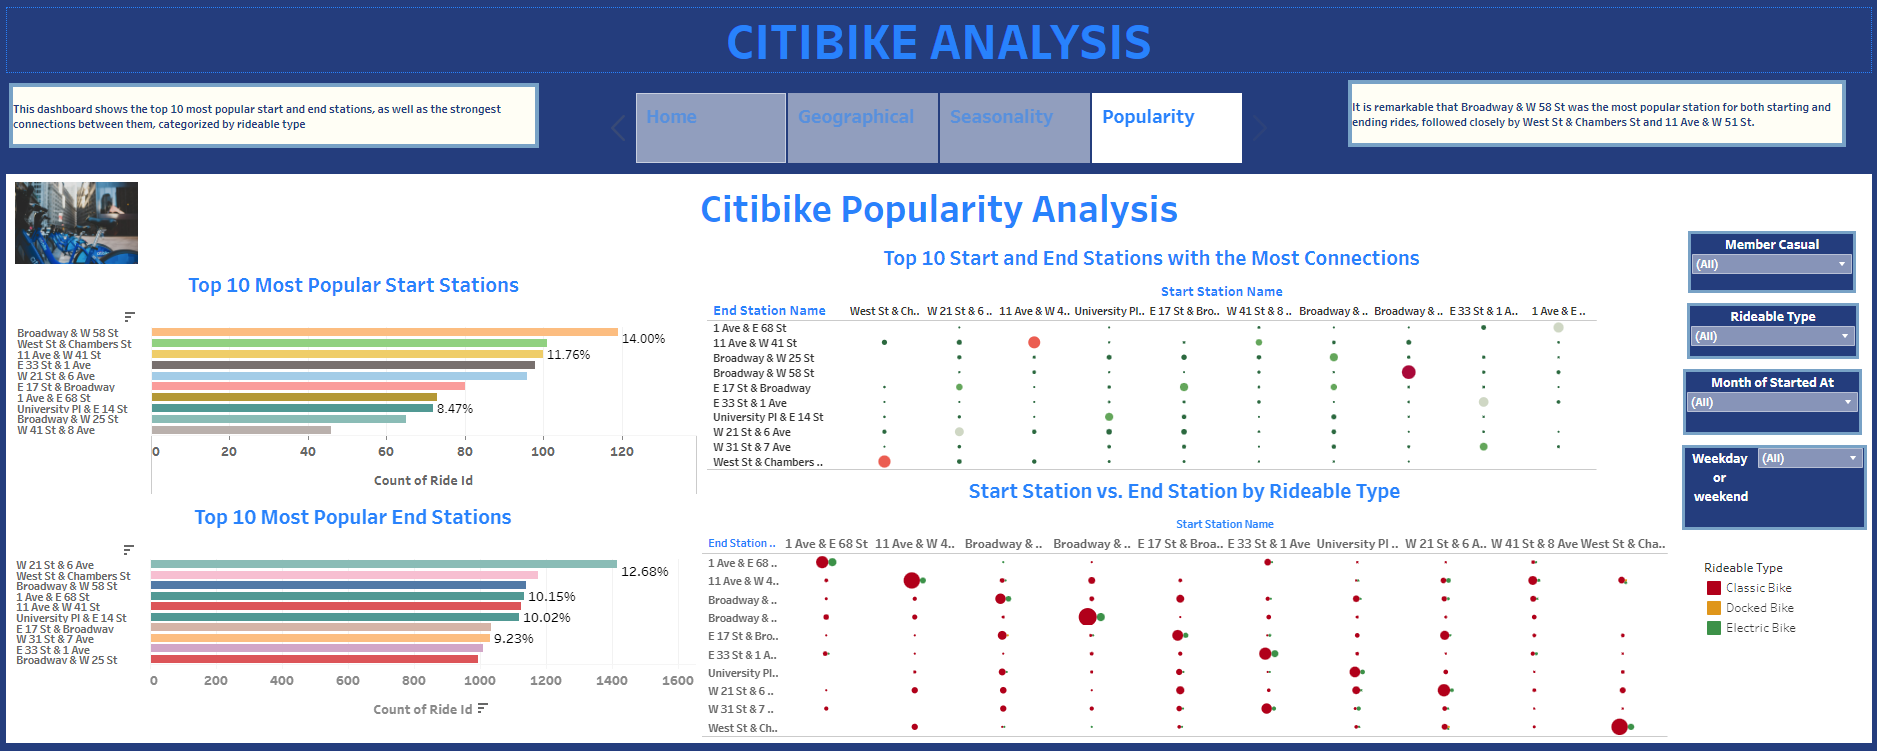 CITIBIKE ANALYSIS
This dashboard shows the top 10 most popular start and end stations, as well as the strongest
connections between them, categorized by rideable type
Home
Geographical
Seasonality
Popularity
It is remarkable that Broadway & W 58 St was the most popular station for both starting and
ending rides, followed closely by West St & Chambers St and 11 Ave & W 51 St.
Citibike Popularity Analysis
Top 10 Most Popular Start Stations
Broadway & W 58 St
West St & Chambers St
11 Ave & W 41 St
E 33 St & 1 Ave
W 21 St & 6 Ave
E 17 St & Broadway
1 Ave & E 68 St
University Pl & E 14 St
Broadway & W 25 St
W 41 St & 8 Ave
14.00%
11.76%
8.47%
0 20 40 60 80 100 120
Count of Ride Id
Top 10 Most Popular End Stations
W 21 St & 6 Ave
West St & Chambers St
Broadway & W 58 St
1 Ave & E 68 St
11 Ave & W 41 St
University Pl & E 14 St
E 17 St & Broadway
W 31 St & 7 Ave
E 33 St & 1 Ave
Broadway & W 25 St
12.68%
10.15%
10.02%
9.23%
0 200 400 600 800 1000 1200 1400 1600
Count of Ride Id
Top 10 Start and End Stations with the Most Connections
Start Station Name
End Station Name West St & Ch.. W 21 St & 6 .. 11 Ave & W 4.. University Pl.. E 17 St & Bro.. W 41 St & 8 .. Broadway & .. Broadway & .. E 33 St & 1 A.. 1 Ave & E ..
1 Ave & E 68 St
11 Ave & W 41 St
Broadway & W 25 St
Broadway & W 58 St
E 17 St & Broadway
E 33 St & 1 Ave
University Pl & E 14 St
W 21 St & 6 Ave
W 31 St & 7 Ave
West St & Chambers ..
Start Station vs. End Station by Rideable Type
Start Station Name
End Station .. 1 Ave & E 68 St 11 Ave & W 4.. Broadway & .. Broadway & .. E 17 St & Broa.. E 33 St & 1 Ave University Pl .. W 21 St & 6 A.. W 41 St & 8 Ave West St & Cha..
1 Ave & E 68 ..
11 Ave & W 4..
Broadway & ..
Broadway & ..
E 17 St & Bro..
E 33 St & 1 A..
University Pl..
W 21 St & 6 ..
W 31 St & 7 ..
West St & Ch..
Member Casual
(All)
Rideable Type
(All)
Month of Started At
(All)
Weekday
or
weekend
(All)
Rideable Type
Classic Bike
Docked Bike
Electric Bike